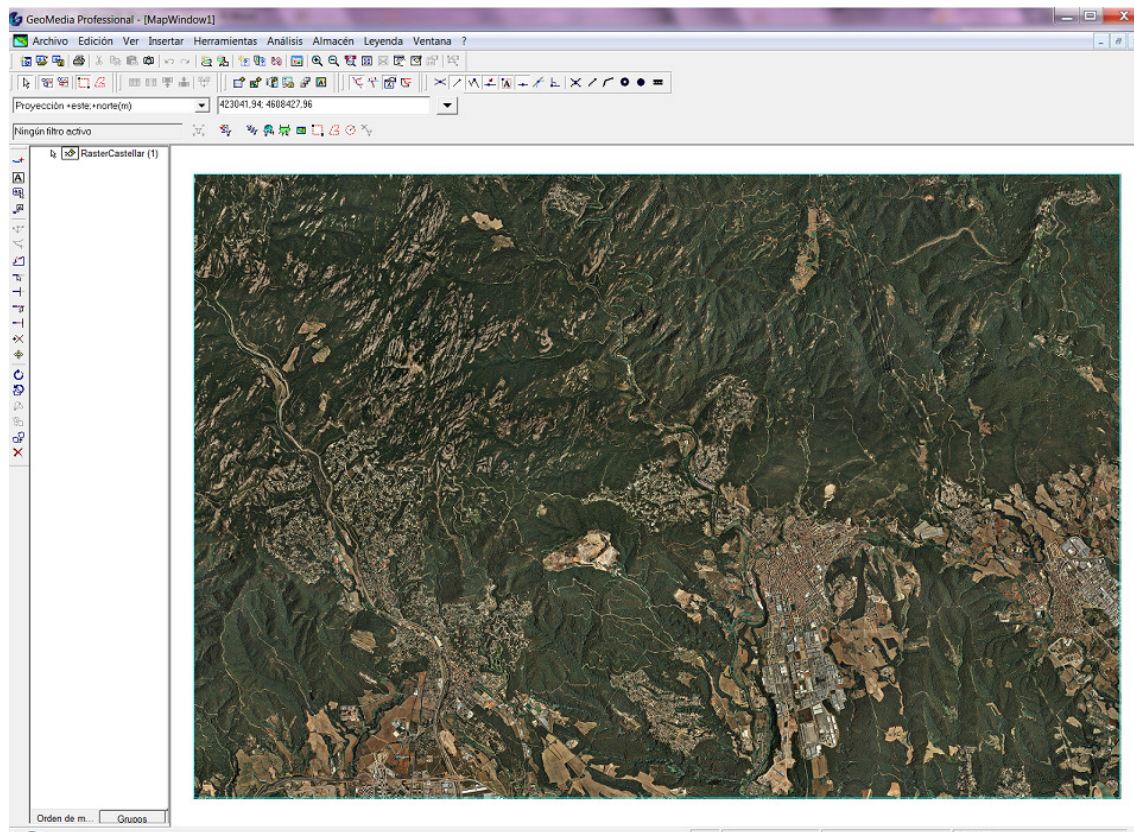 GeoMedia Professional - [MapWindow1]
Archivo Edición Ver Insertar Herramientas Análisis Almacén Leyenda Ventana ?
Proyección +este;+norte(m) 423041,94; 4608427,96
Ningún filtro activo
RasterCastellar (1)
Orden de m... Grupos